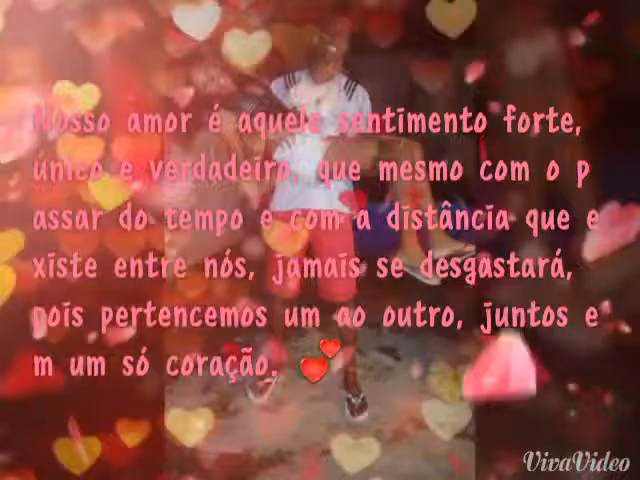 Nosso amor é aquele sentimento forte,
único e verdadeiro, que mesmo com o p
assar do tempo e com a distância que e
xiste entre nós, jamais se desgastará,
pois pertencemos um ao outro, juntos e
m um só coração. 💕
VivaVideo